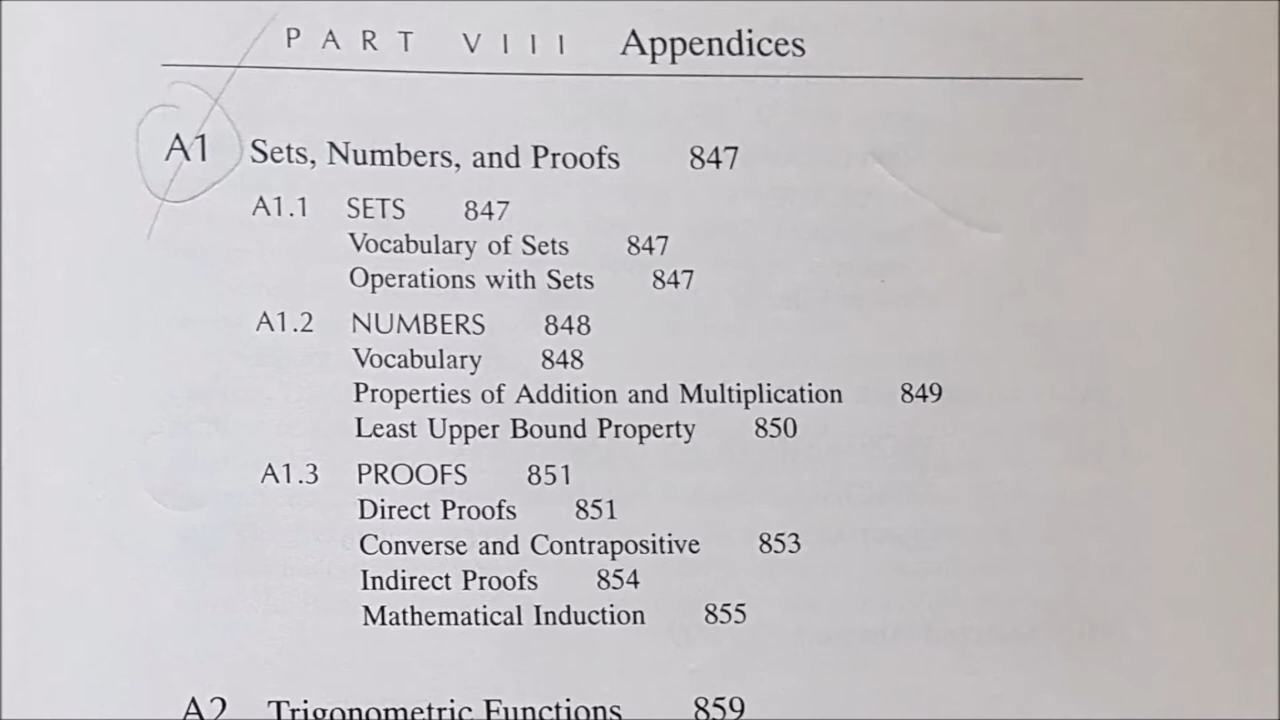 PART VIII Appendices
A1 Sets, Numbers, and Proofs 847
A1.1 SETS 847
Vocabulary of Sets 847
Operations with Sets 847
A1.2 NUMBERS 848
Vocabulary 848
Properties of Addition and Multiplication 849
Least Upper Bound Property 850
A1.3 PROOFS 851
Direct Proofs 851
Converse and Contrapositive 853
Indirect Proofs 854
Mathematical Induction 855
A2 Trigonometric Functions 859